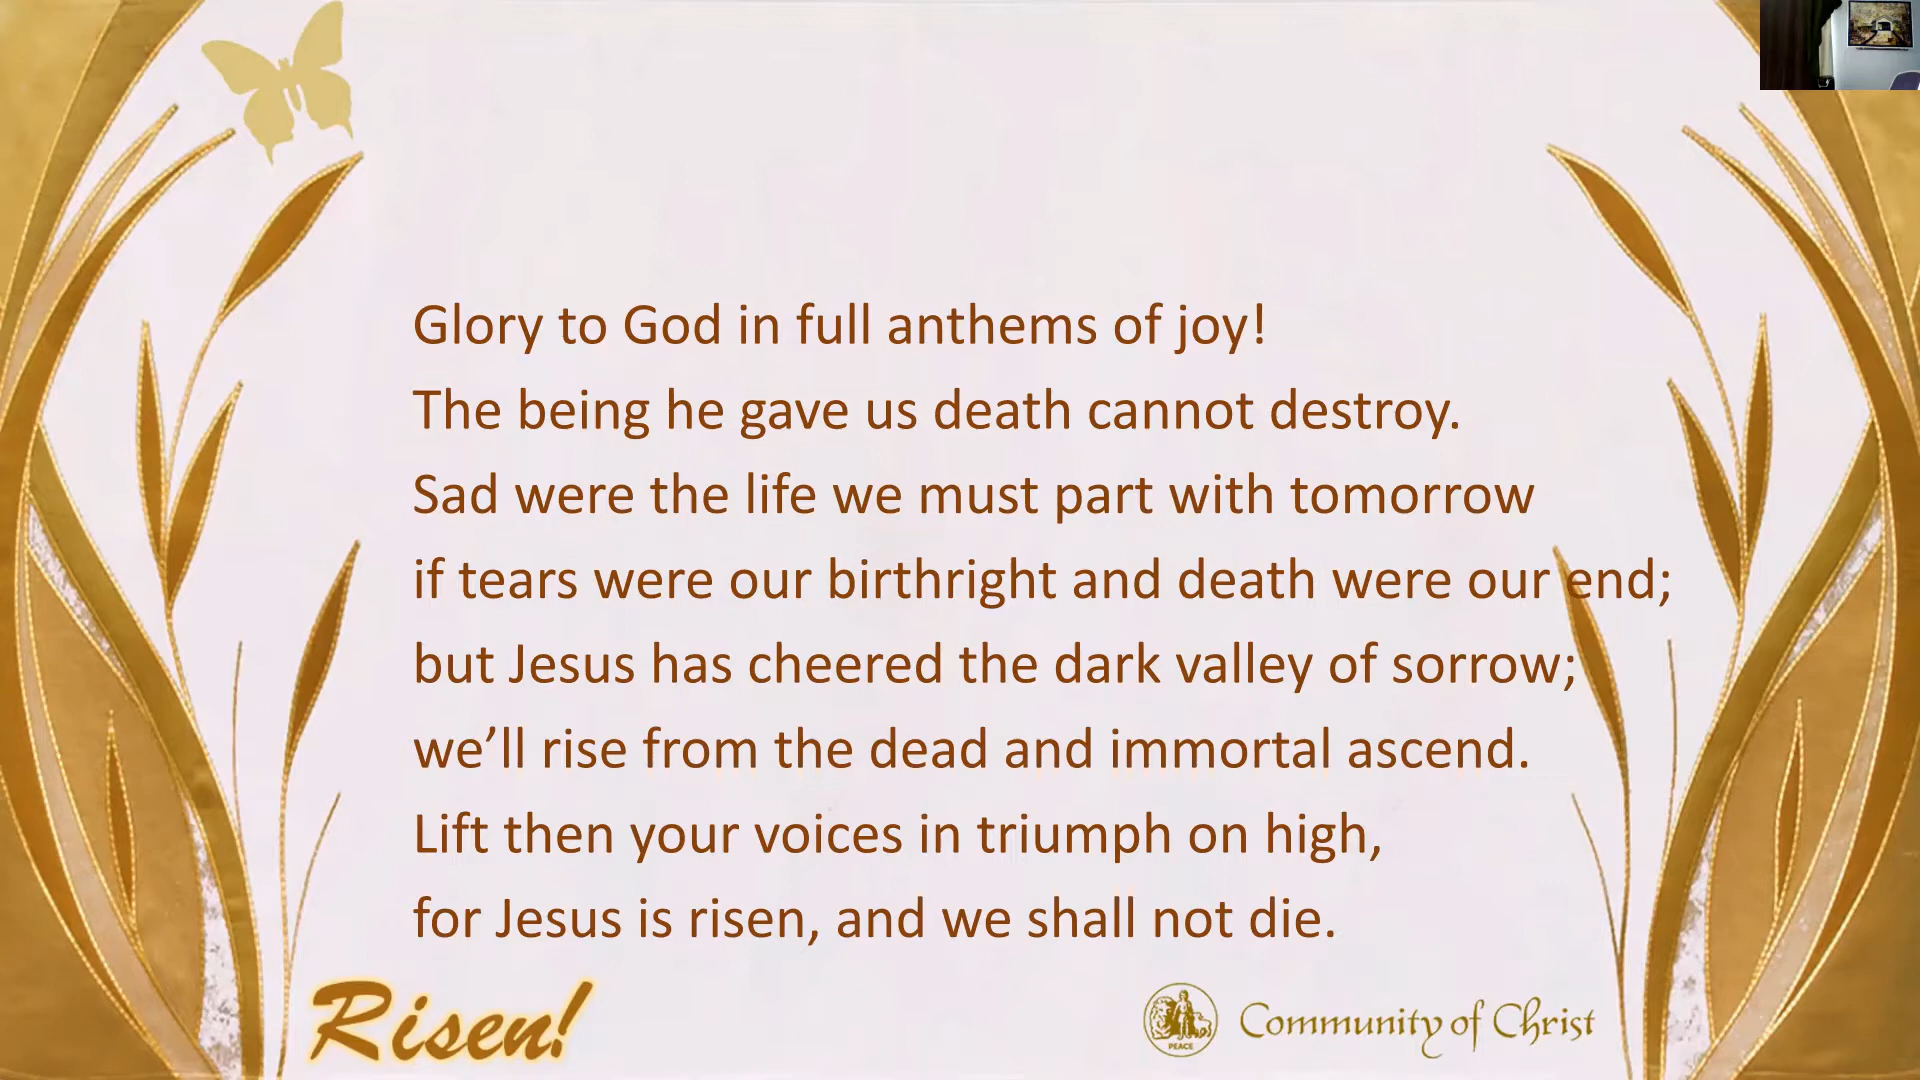 Glory to God in full anthems of joy!
The being he gave us death cannot destroy.
Sad were the life we must part with tomorrow
if tears were our birthright and death were our end;
but Jesus has cheered the dark valley of sorrow;
we’ll rise from the dead and immortal ascend.
Lift then your voices in triumph on high,
for Jesus is risen, and we shall not die.
Risen!
PEACE
Community of Christ